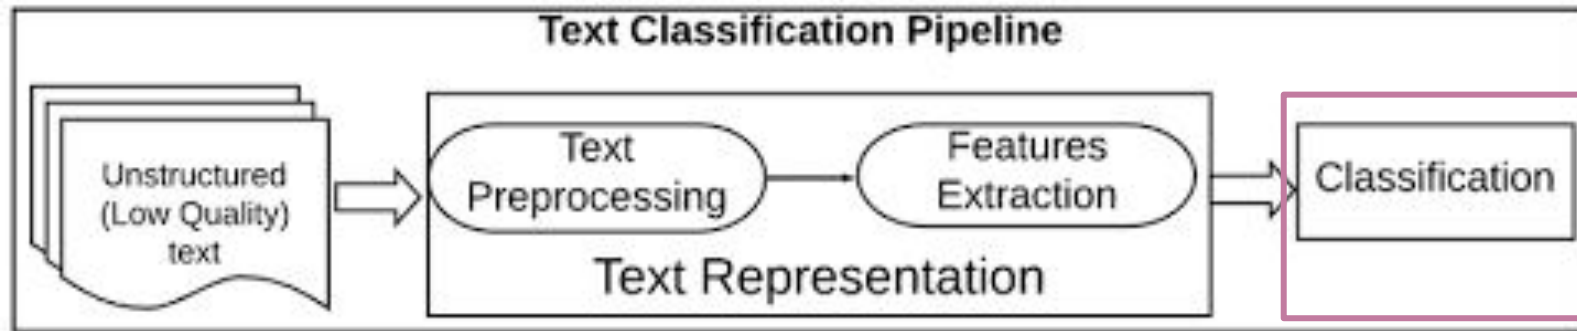 Text Classification Pipeline
Unstructured
(Low Quality)
text
Text
Preprocessing
Features
Extraction
Text Representation
Classification